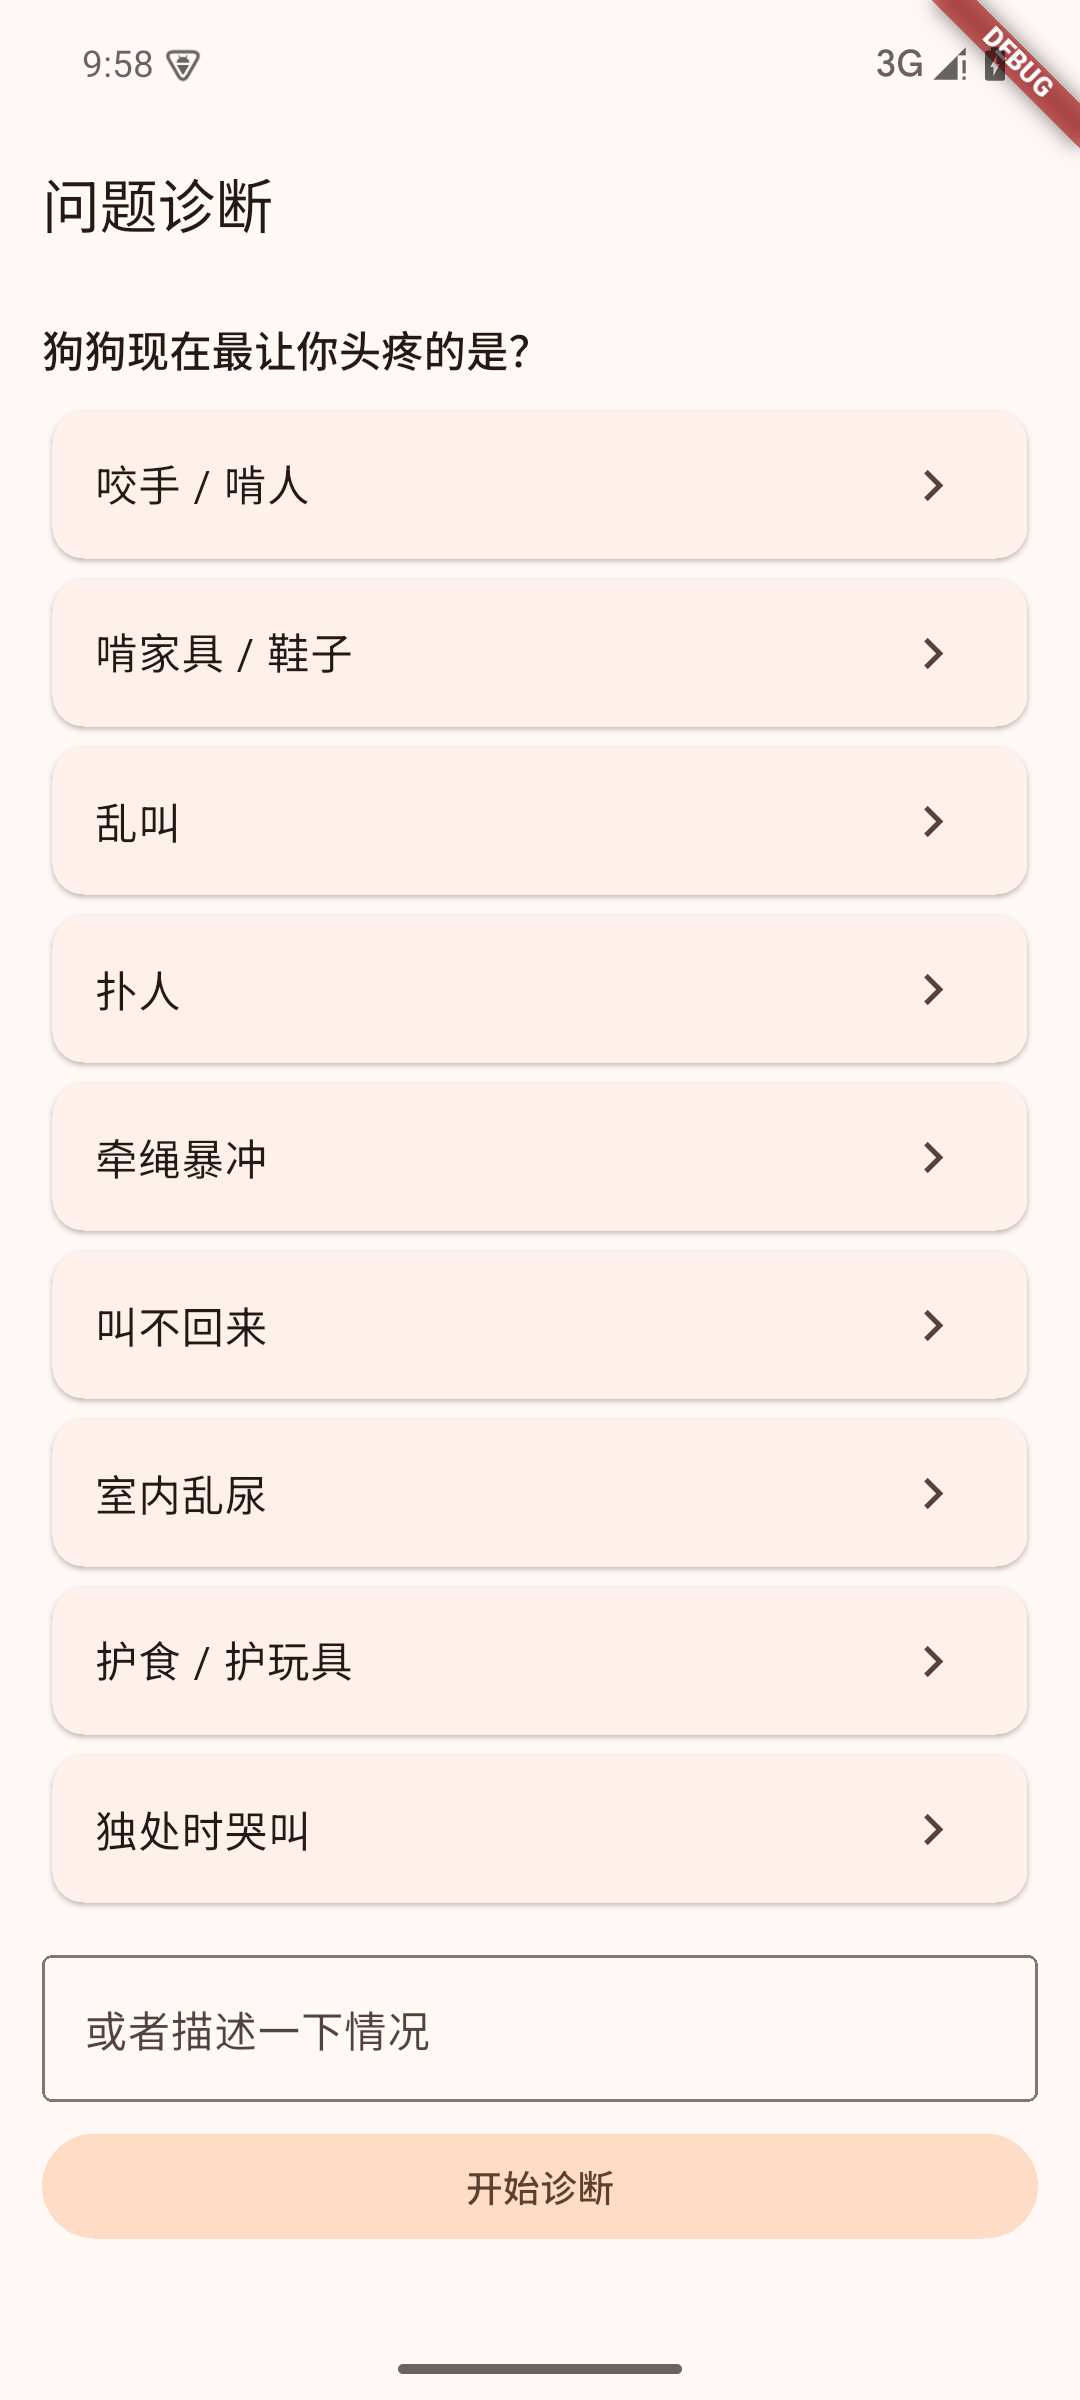 9:58
3G
DEBUG
问题诊断
狗狗现在最让你头疼的是?
咬手 / 啃人
啃家具 / 鞋子
乱叫
扑人
牵绳暴冲
叫不回来
室内乱尿
护食 / 护玩具
独处时哭叫
或者描述一下情况
开始诊断